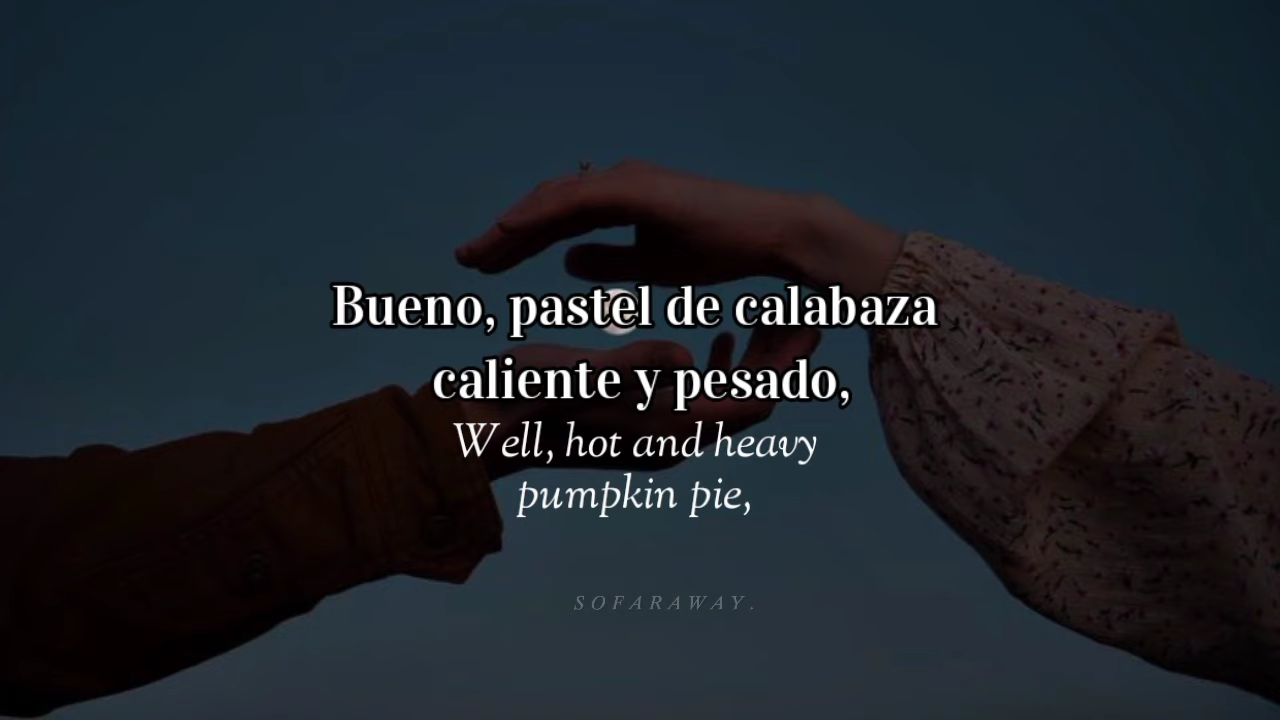 Bueno, pastel de calabaza
caliente y pesado,
Well, hot and heavy
pumpkin pie,
SOFARAWAY.